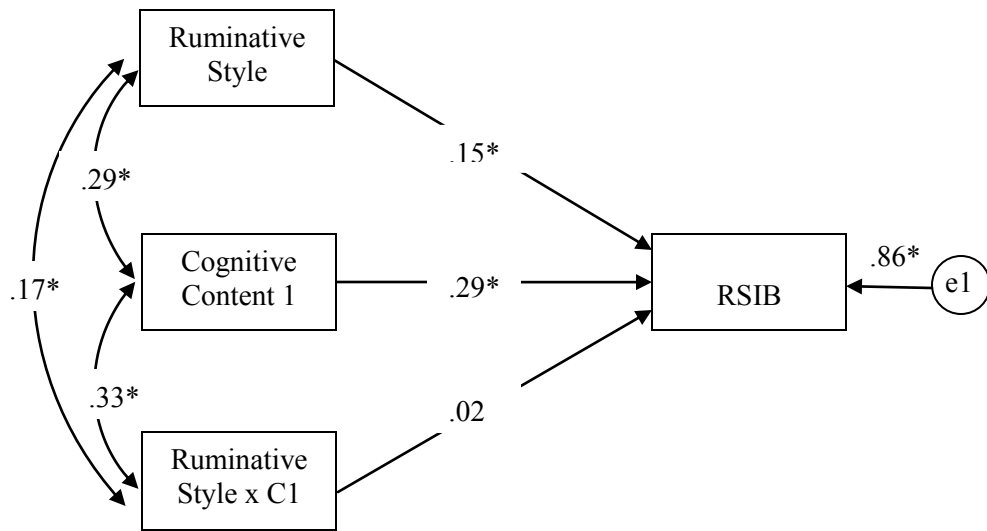 Ruminative
Style
.15*
.29*
Cognitive
Content 1
.17*
.29*
RSIB
.86*
e1
.33*
.02
Ruminative
Style x C1